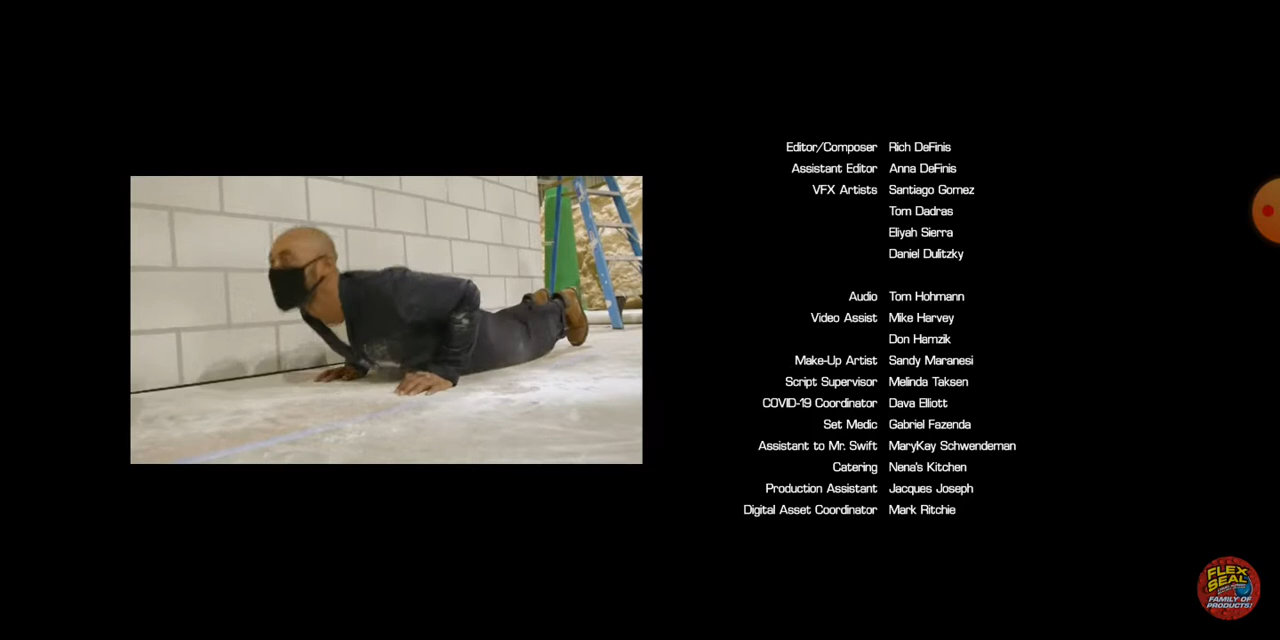 Editor/Composer Rich DeFinis
Assistant Editor Anna DeFinis
VFX Artists Santiago Gomez
Tom Dadras
Eliyah Sierra
Daniel Dulitzky
Audio Tom Hohmann
Video Assist Mike Harvey
Don Hamzik
Make-Up Artist Sandy Maranesi
Script Supervisor Melinda Taksen
COVID-19 Coordinator Dava Elliott
Set Medic Gabriel Fazenda
Assistant to Mr. Swift MaryKay Schwendeman
Catering Nena's Kitchen
Production Assistant Jacques Joseph
Digital Asset Coordinator Mark Ritchie
FLEX
SEAL
FAMILY OF
PRODUCTS!